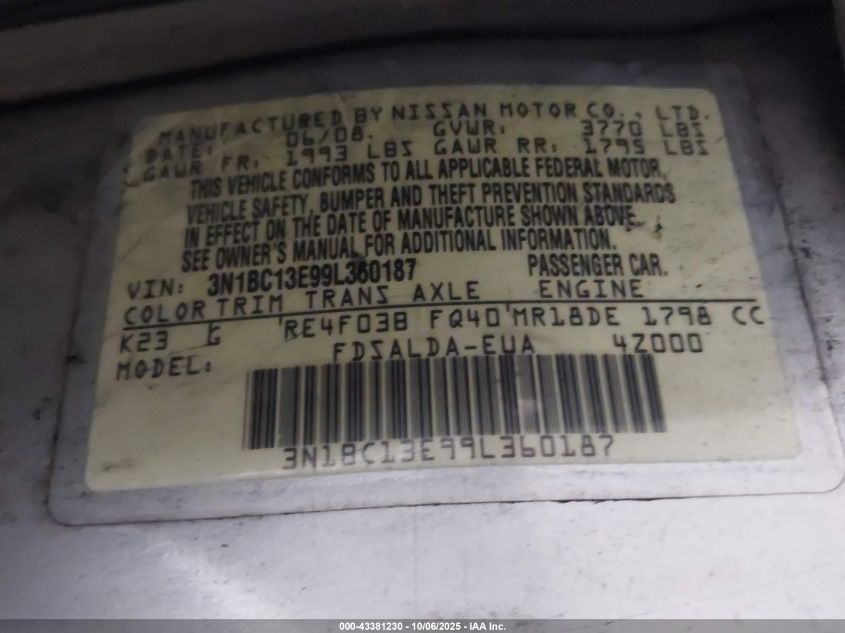 MANUFACTURED BY NISSAN MOTOR CO., LTD.
DATE: 06/08. GVWR: 3770 LBS
GAWR FR: 1993 LBS GAWR RR: 1795 LBS
THIS VEHICLE CONFORMS TO ALL APPLICABLE FEDERAL MOTOR,
VEHICLE SAFETY, BUMPER AND THEFT PREVENTION STANDARDS
IN EFFECT ON THE DATE OF MANUFACTURE SHOWN ABOVE.
SEE OWNER'S MANUAL FOR ADDITIONAL INFORMATION.
VIN: 3N1BC13E99L360187 PASSENGER CAR.
COLOR TRIM TRANS AXLE ENGINE
K23 G RE4F03B FQ40 MR18DE 1798 CC
MODEL: FDSALDA-EUA 4Z000
3N1BC13E99L360187
000-43381230 - 10/06/2025 - IAA Inc.